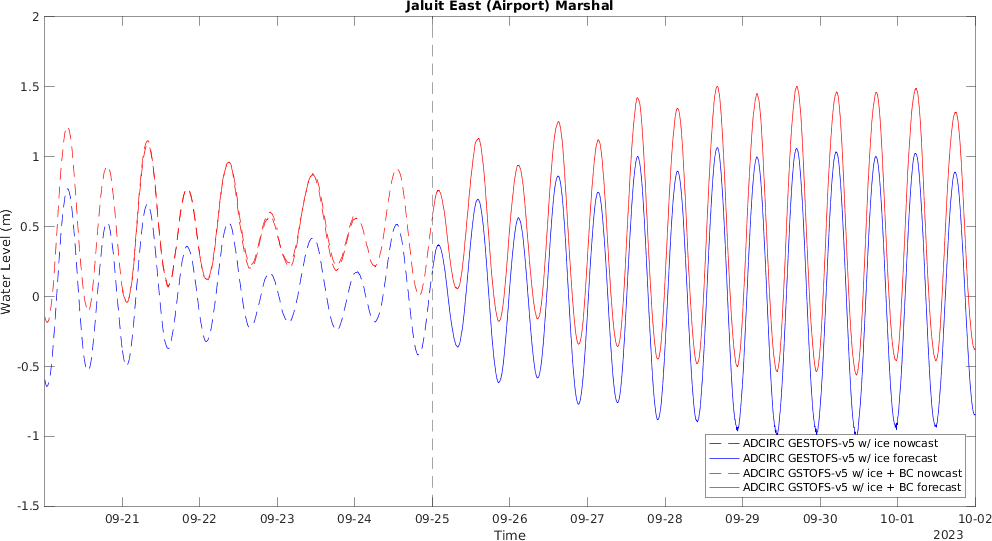 Jaluit East (Airport) Marshal
2
1.5
1
0.5
0
-0.5
-1
-1.5
Water Level (m)
ADCIRC GESTOFS-v5 w/ ice nowcast
ADCIRC GESTOFS-v5 w/ ice forecast
ADCIRC GSTOFS-v5 w/ ice + BC nowcast
ADCIRC GSTOFS-v5 w/ ice + BC forecast
09-21 09-22 09-23 09-24 09-25 09-26 09-27 09-28 09-29 09-30 10-01 10-02
Time
2023